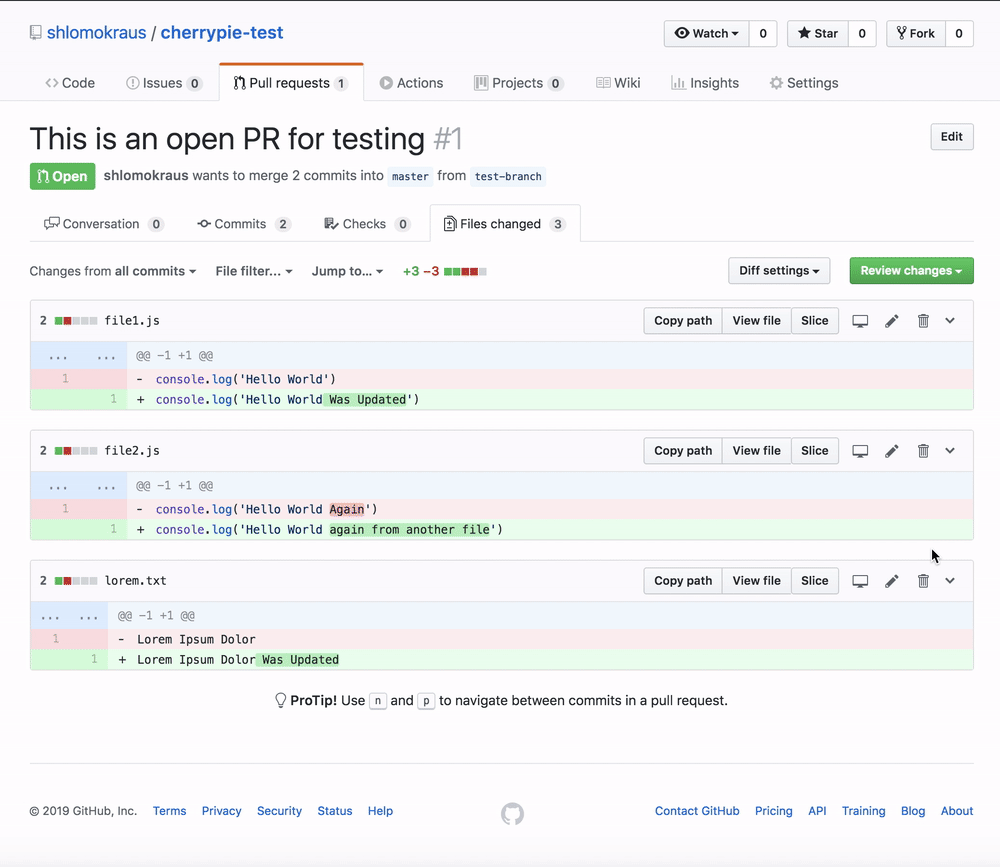 shlomokraus / cherrypie-test
Watch 0 Star 0 Fork 0
Code Issues 0 Pull requests 1 Actions Projects 0 Wiki Insights Settings
This is an open PR for testing #1
Edit
Open shlomokraus wants to merge 2 commits into master from test-branch
Conversation 0 Commits 2 Checks 0 Files changed 3
Changes from all commits File filter... Jump to... +3 −3 Diff settings Review changes
2 file1.js Copy path View file Slice
... ... @@ −1 +1 @@
1 - console.log('Hello World')
1 + console.log('Hello World Was Updated')
2 file2.js Copy path View file Slice
... ... @@ −1 +1 @@
1 - console.log('Hello World Again')
1 + console.log('Hello World again from another file')
2 lorem.txt Copy path View file Slice
... ... @@ −1 +1 @@
1 - Lorem Ipsum Dolor
1 + Lorem Ipsum Dolor Was Updated
ProTip! Use n and p to navigate between commits in a pull request.
© 2019 GitHub, Inc. Terms Privacy Security Status Help Contact GitHub Pricing API Training Blog About